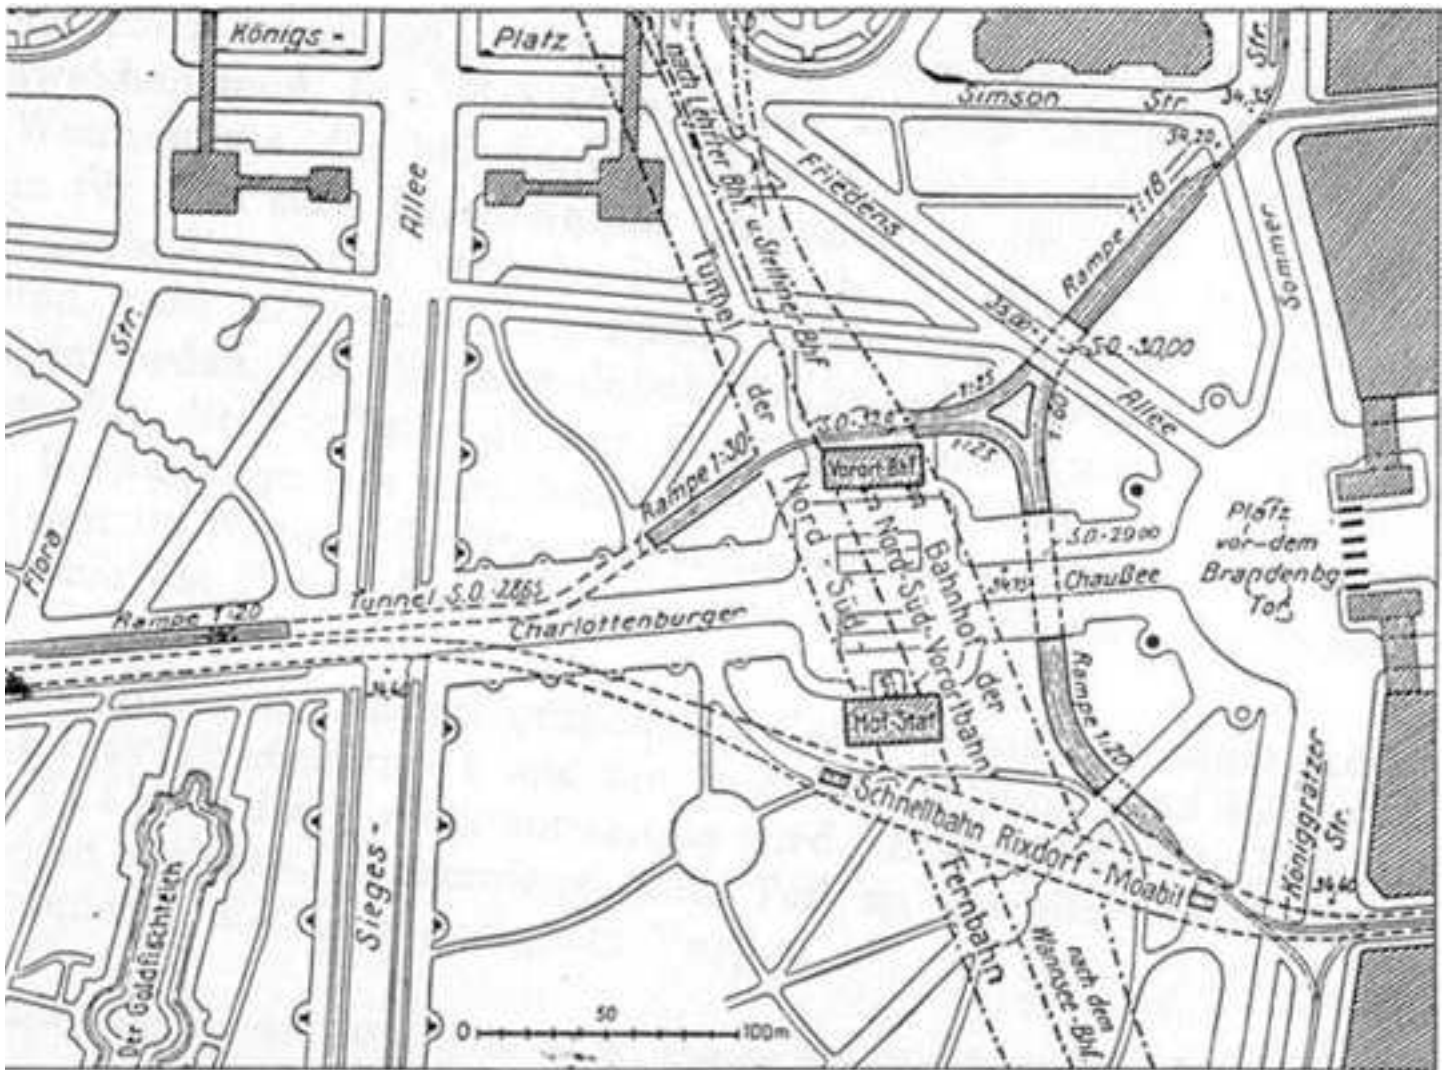 Königs-
Platz
Str.
Simson Str.
34,35
34,20
nach Lehrter Bhf. u. Stettiner Bhf
Friedens
Allee
Rampe 1:18
Allee
Tunnel
der
Nord
Süd
Fernbahn
Sommer
35,00
S.O.-30,00
Str.
Flora
1:25
1:60
1:25
Rampe 1:30
Vorort-Bhf
Bahnhof der
Nord-Süd-Vorortbahn
Platz
vor-dem
Brandenbg
Tor
S.O.-29,00
Chaußee
Tunnel S.O. 28,65
Rampe 1:20
Charlottenburger
34,40
Hof-Stat
Rampe 1:20
Königgrätzer
Str.
34,40
Schnellbahn Rixdorf-Moabit
Sieges-
Der Goldfischteich
nach dem
Wannsee-Bhf
0 50 100m